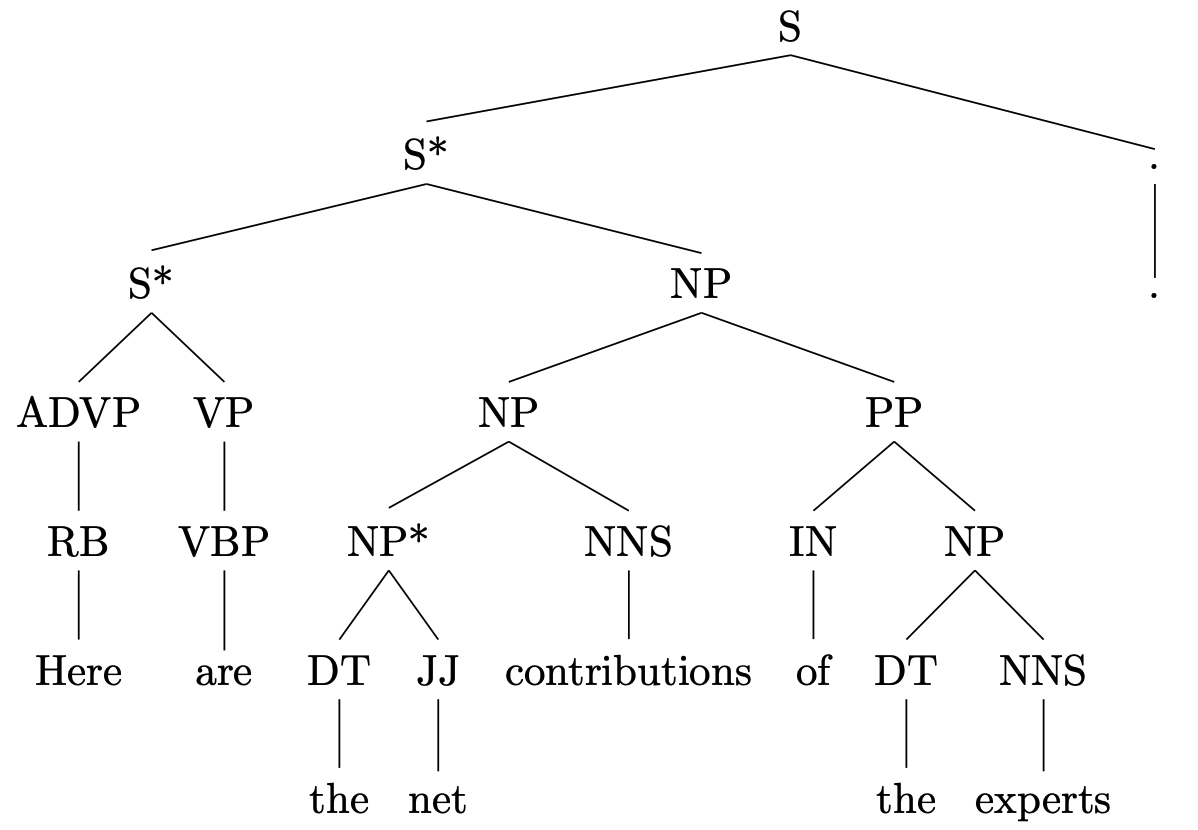 S
S* .
S* NP .
ADVP VP NP PP
RB VBP NP* NNS IN NP
Here are DT JJ contributions of DT NNS
the net the experts